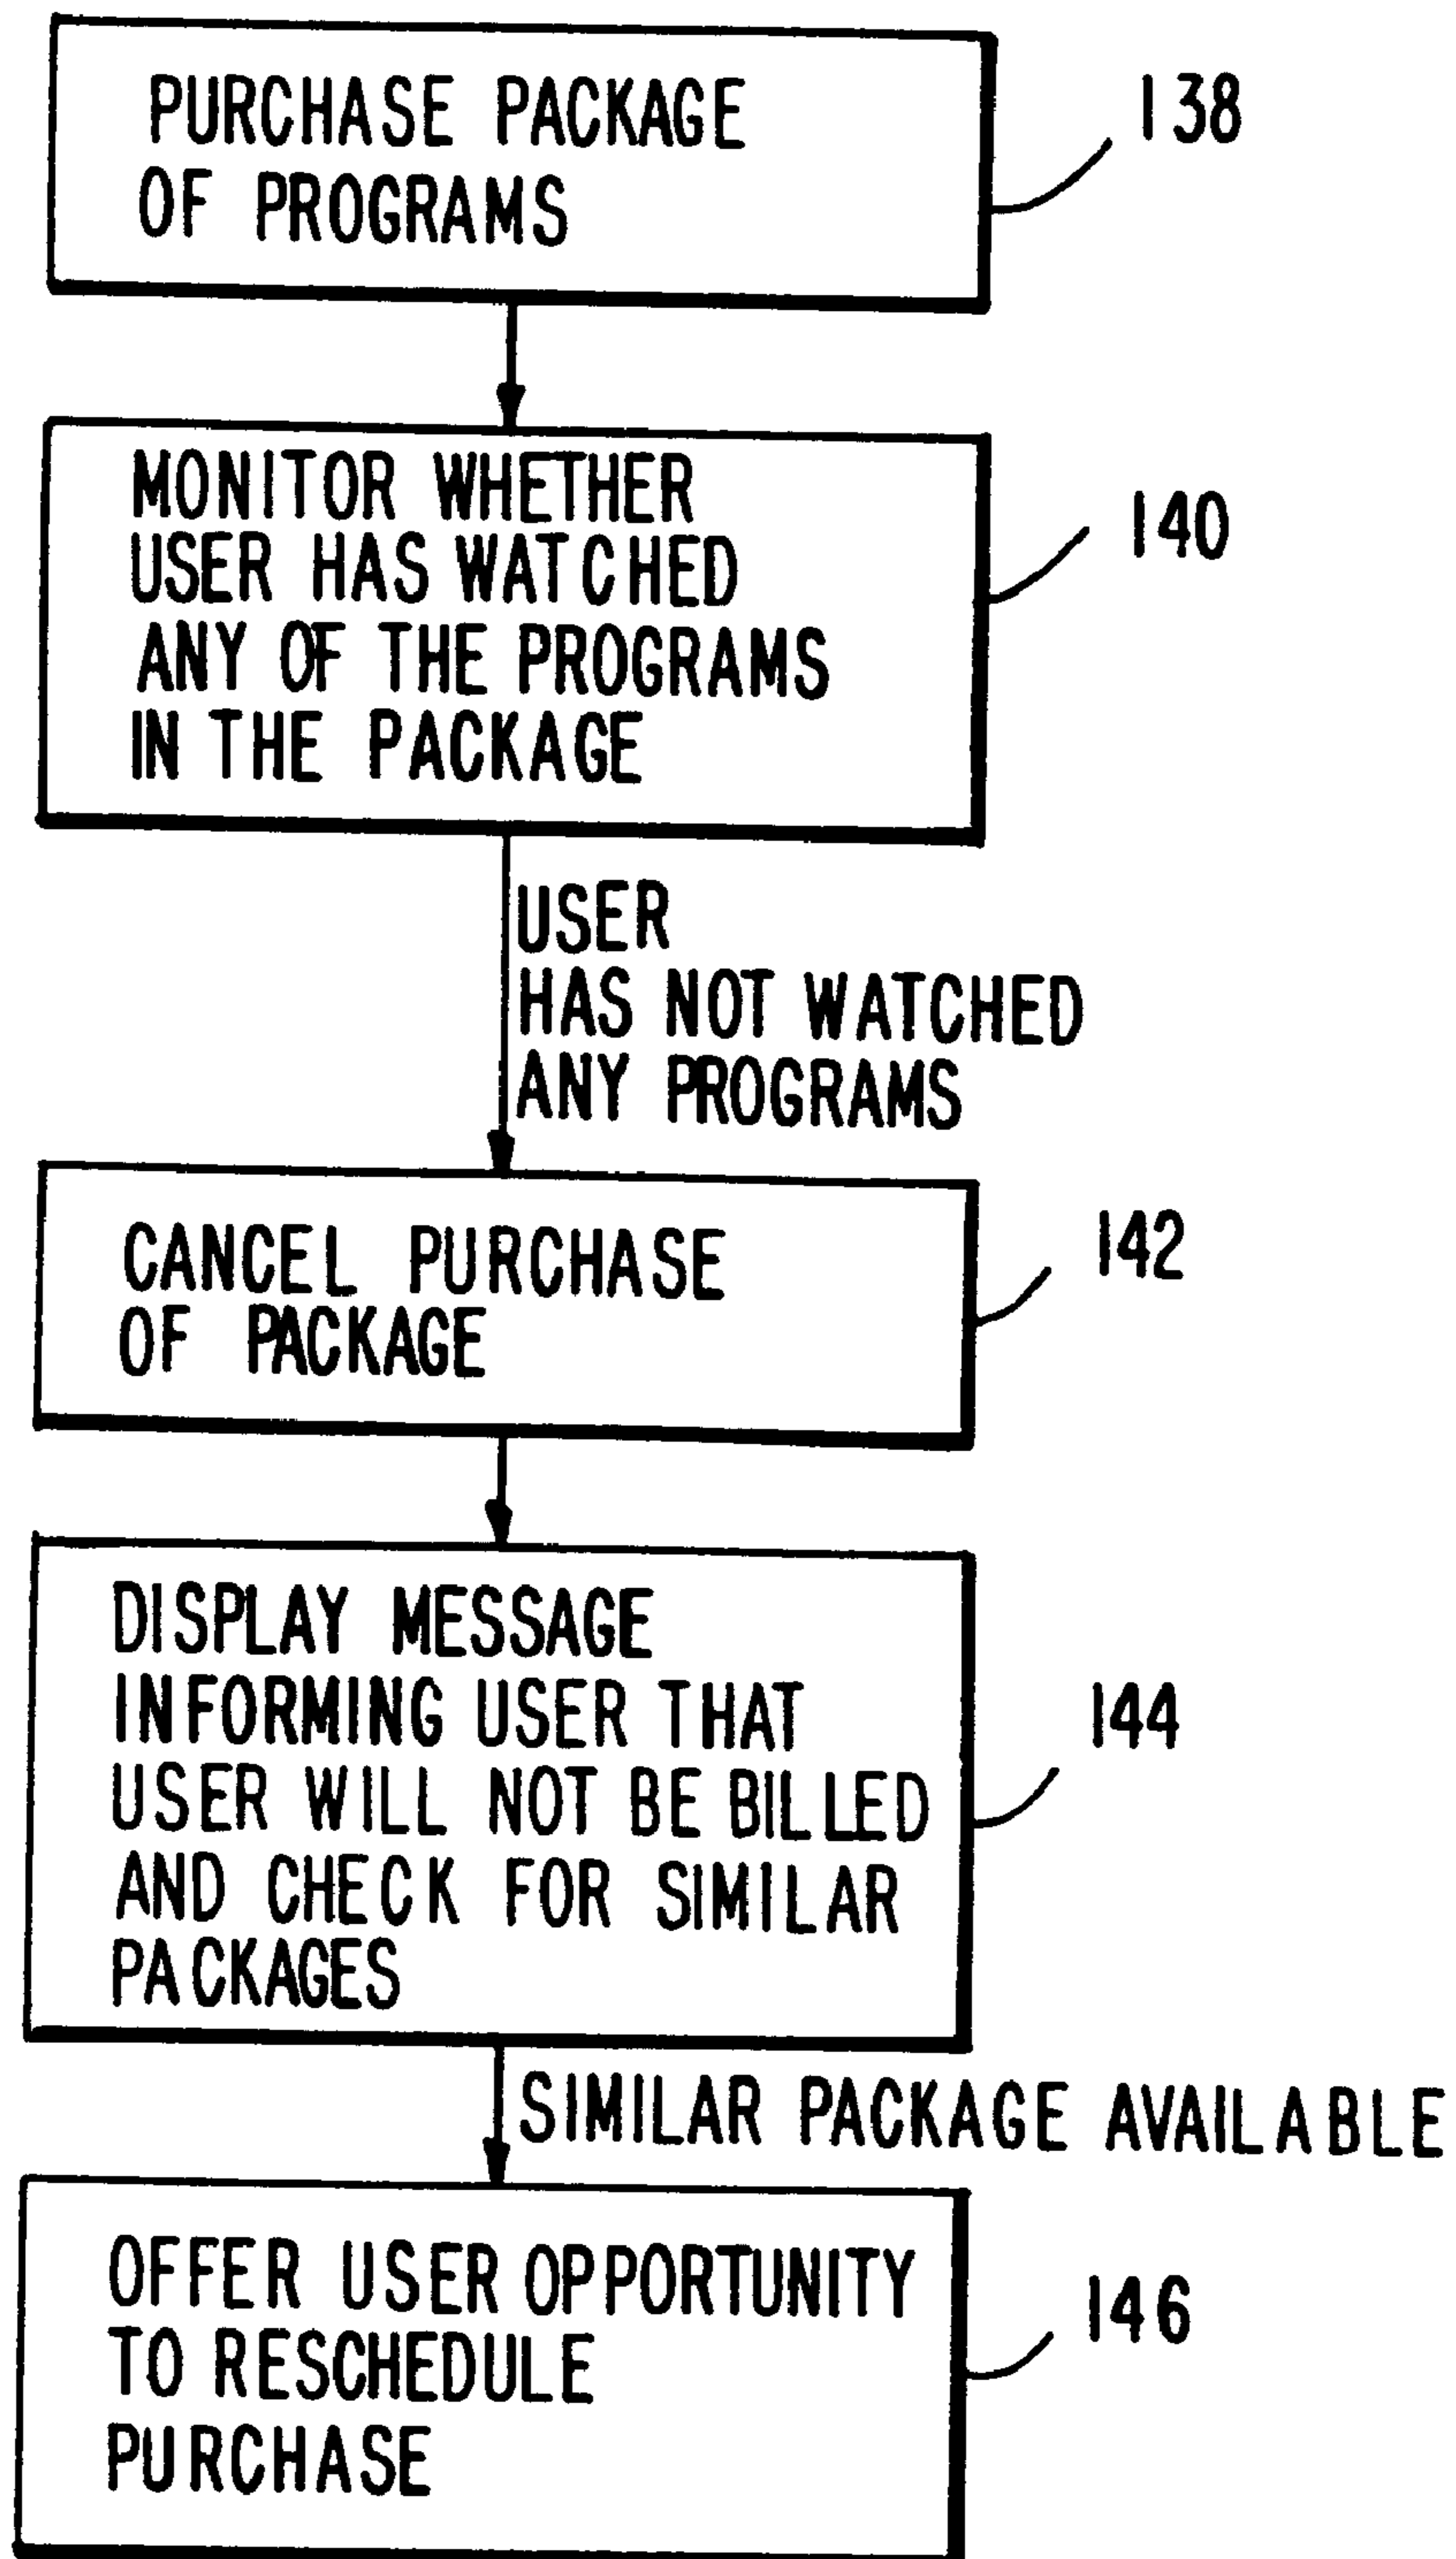 PURCHASE PACKAGE
OF PROGRAMS
138
MONITOR WHETHER
USER HAS WATCHED
ANY OF THE PROGRAMS
IN THE PACKAGE
140
USER
HAS NOT WATCHED
ANY PROGRAMS
CANCEL PURCHASE
OF PACKAGE
142
DISPLAY MESSAGE
INFORMING USER THAT
USER WILL NOT BE BILLED
AND CHECK FOR SIMILAR
PACKAGES
144
SIMILAR PACKAGE AVAILABLE
OFFER USER OPPORTUNITY
TO RESCHEDULE
PURCHASE
146